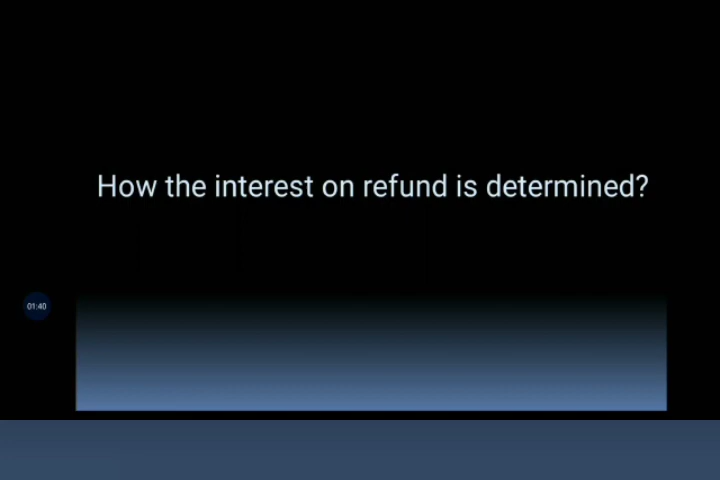 How the interest on refund is determined?
01:40